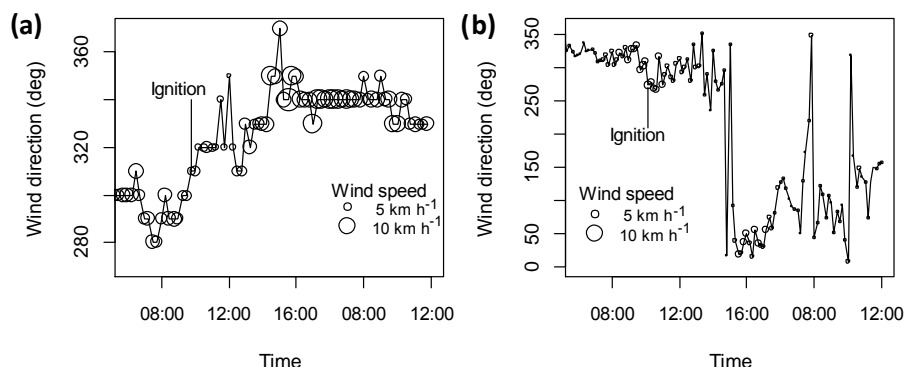 (a)
Wind direction (deg)
360
320
280
Ignition
Wind speed
5 km h⁻¹
10 km h⁻¹
08:00 12:00 16:00 08:00 12:00
Time
(b)
Wind direction (deg)
350
250
150
50
0
Ignition
Wind speed
5 km h⁻¹
10 km h⁻¹
08:00 12:00 16:00 08:00 12:00
Time